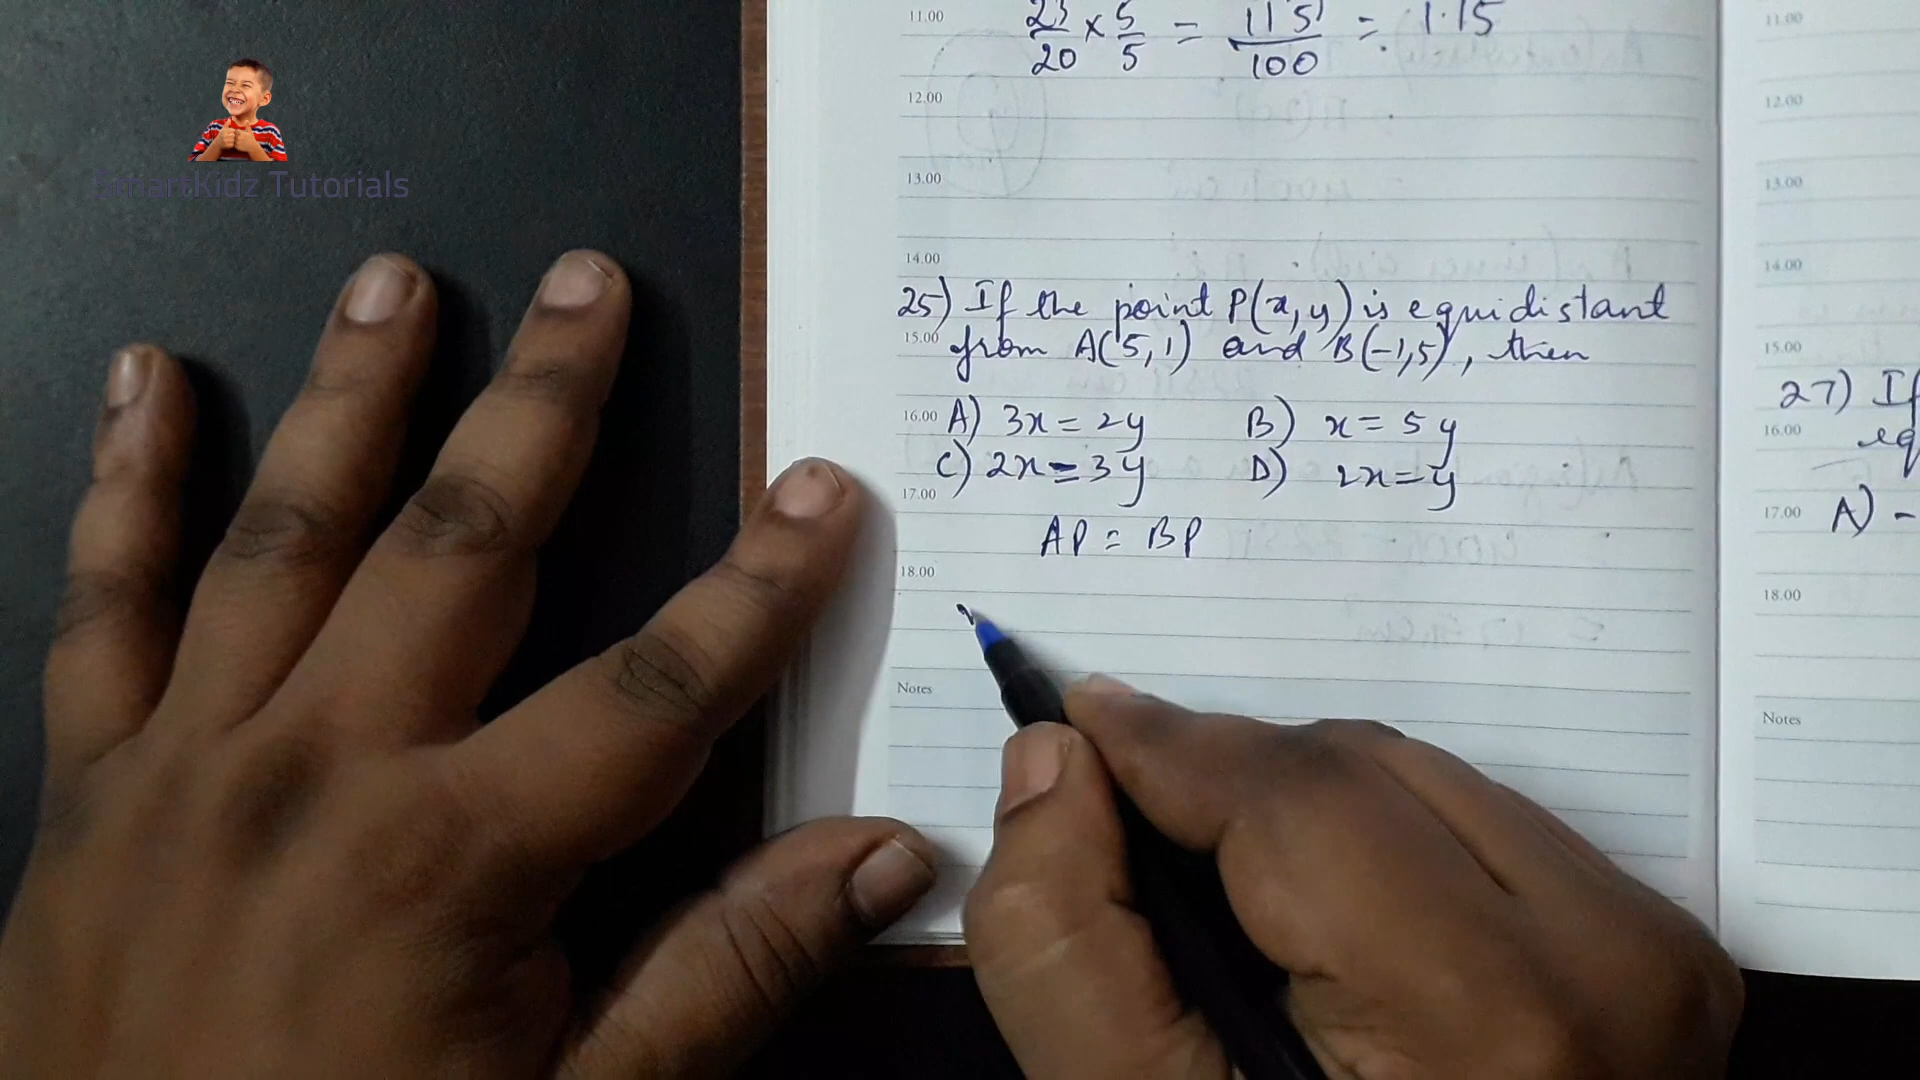 11.00
23/20 × 5/5 = 115/100 = 1.15
12.00
13.00
14.00
25) If the point P(x, y) is equidistant
15.00 from A(5, 1) and B(-1, 5), then
16.00 A) 3x = 2y B) x = 5y
C) 2x = 3y D) 2x = y
17.00
AP = BP
18.00
Notes
11.00
12.00
13.00
14.00
15.00
27) If
16.00
eq
17.00 A) -
18.00
Notes
SmartKidz Tutorials